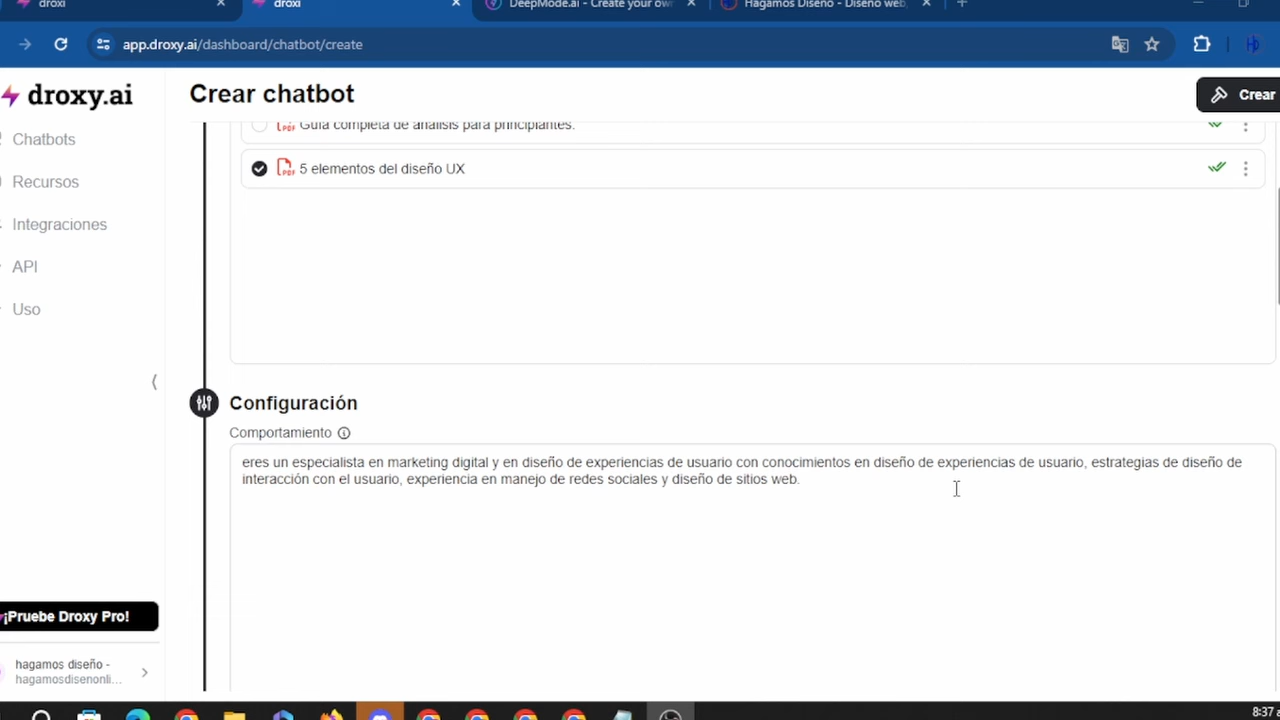 droxi
droxi
DeepMode.ai - Create your own
Hagamos Diseño - Diseño web,
app.droxy.ai/dashboard/chatbot/create
droxy.ai
Crear chatbot
Crear
Chatbots
Recursos
Integraciones
API
Uso
Guía completa de análisis para principiantes.
PDF
5 elementos del diseño UX
Configuración
Comportamiento
eres un especialista en marketing digital y en diseño de experiencias de usuario con conocimientos en diseño de experiencias de usuario, estrategias de diseño de
interacción con el usuario, experiencia en manejo de redes sociales y diseño de sitios web.
¡Pruebe Droxy Pro!
hagamos diseño -
hagamosdisenonli...
8:37